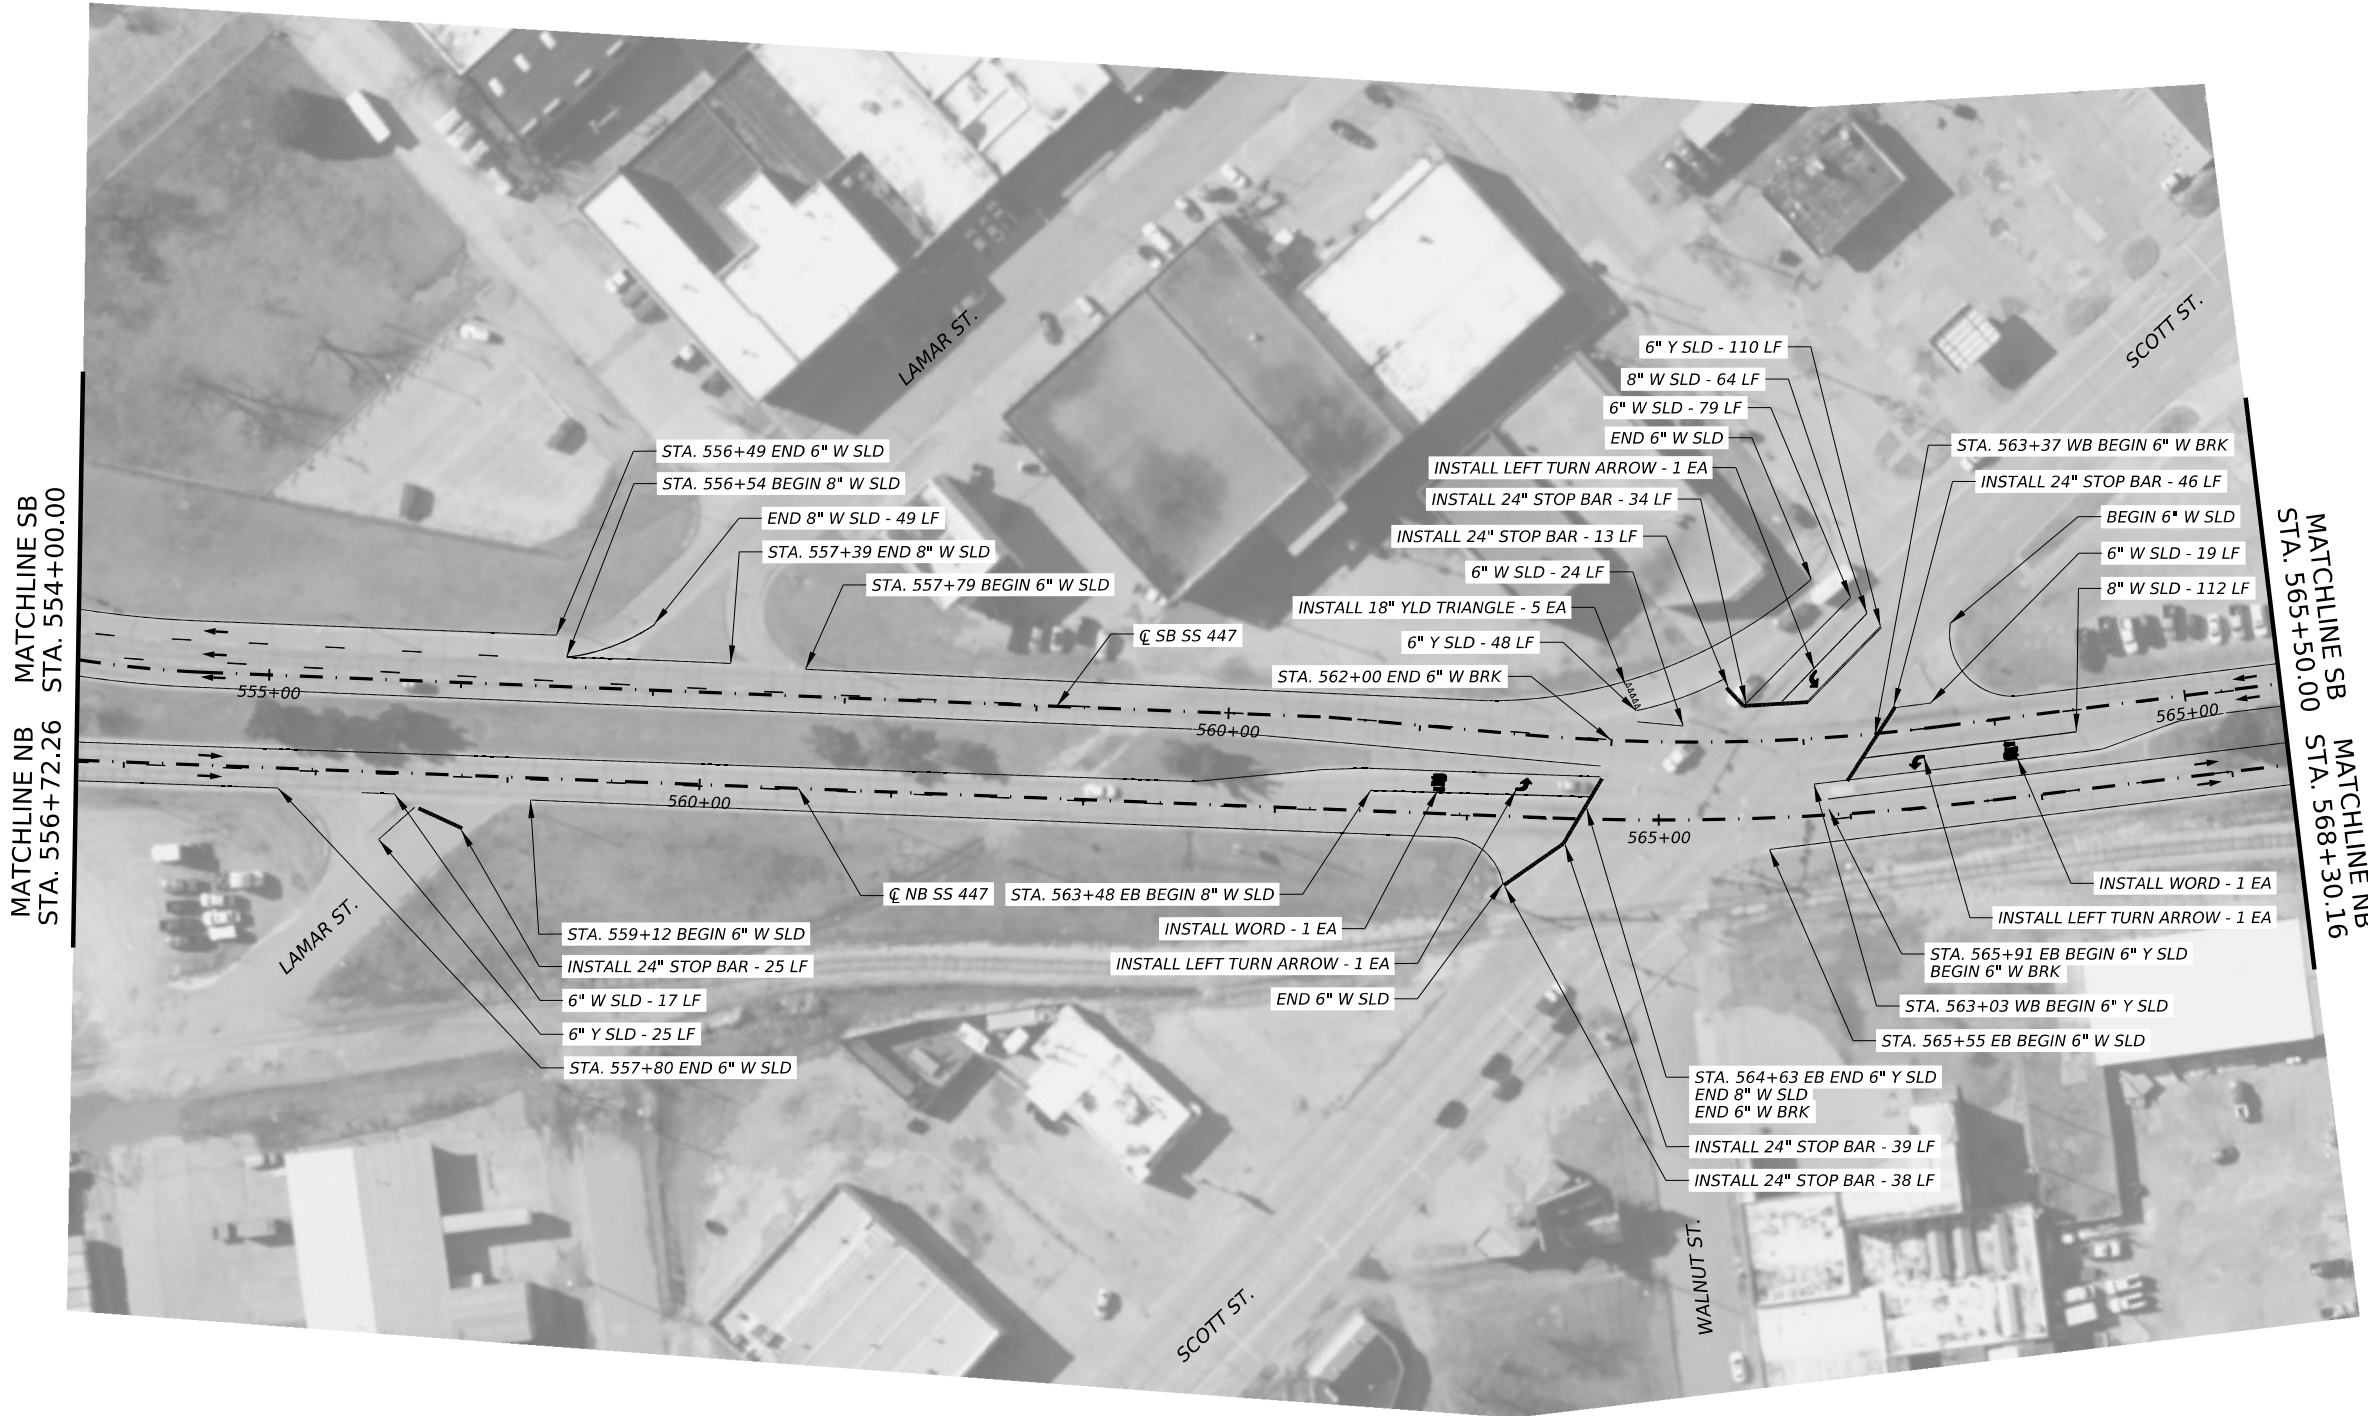 MATCHLINE SB
STA. 554+00.00
MATCHLINE NB
STA. 556+72.26
LAMAR ST.
SCOTT ST.
STA. 556+49 END 6" W SLD
STA. 556+54 BEGIN 8" W SLD
END 8" W SLD - 49 LF
STA. 557+39 END 8" W SLD
STA. 557+79 BEGIN 6" W SLD
℄ SB SS 447
6" Y SLD - 110 LF
8" W SLD - 64 LF
6" W SLD - 79 LF
END 6" W SLD
INSTALL LEFT TURN ARROW - 1 EA
INSTALL 24" STOP BAR - 34 LF
INSTALL 24" STOP BAR - 13 LF
6" W SLD - 24 LF
INSTALL 18" YLD TRIANGLE - 5 EA
6" Y SLD - 48 LF
STA. 562+00 END 6" W BRK
STA. 563+37 WB BEGIN 6" W BRK
INSTALL 24" STOP BAR - 46 LF
BEGIN 6" W SLD
6" W SLD - 19 LF
8" W SLD - 112 LF
MATCHLINE SB
STA. 565+50.00
MATCHLINE NB
STA. 568+30.16
555+00
560+00
565+00
560+00
565+00
LAMAR ST.
STA. 559+12 BEGIN 6" W SLD
INSTALL 24" STOP BAR - 25 LF
6" W SLD - 17 LF
6" Y SLD - 25 LF
STA. 557+80 END 6" W SLD
℄ NB SS 447
STA. 563+48 EB BEGIN 8" W SLD
INSTALL WORD - 1 EA
INSTALL LEFT TURN ARROW - 1 EA
END 6" W SLD
INSTALL WORD - 1 EA
INSTALL LEFT TURN ARROW - 1 EA
STA. 565+91 EB BEGIN 6" Y SLD
BEGIN 6" W BRK
STA. 563+03 WB BEGIN 6" Y SLD
STA. 565+55 EB BEGIN 6" W SLD
STA. 564+63 EB END 6" Y SLD
END 8" W SLD
END 6" W BRK
INSTALL 24" STOP BAR - 39 LF
INSTALL 24" STOP BAR - 38 LF
SCOTT ST.
WALNUT ST.